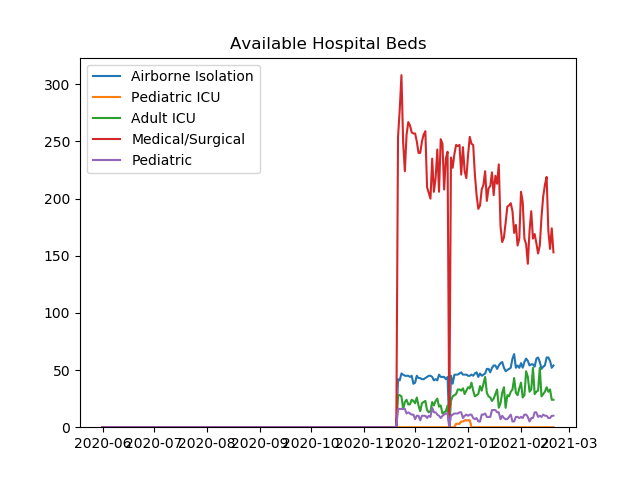 Available Hospital Beds
Airborne Isolation
Pediatric ICU
Adult ICU
Medical/Surgical
Pediatric
300
250
200
150
100
50
0
2020-06 2020-07 2020-08 2020-09 2020-10 2020-11 2020-12 2021-01 2021-02 2021-03